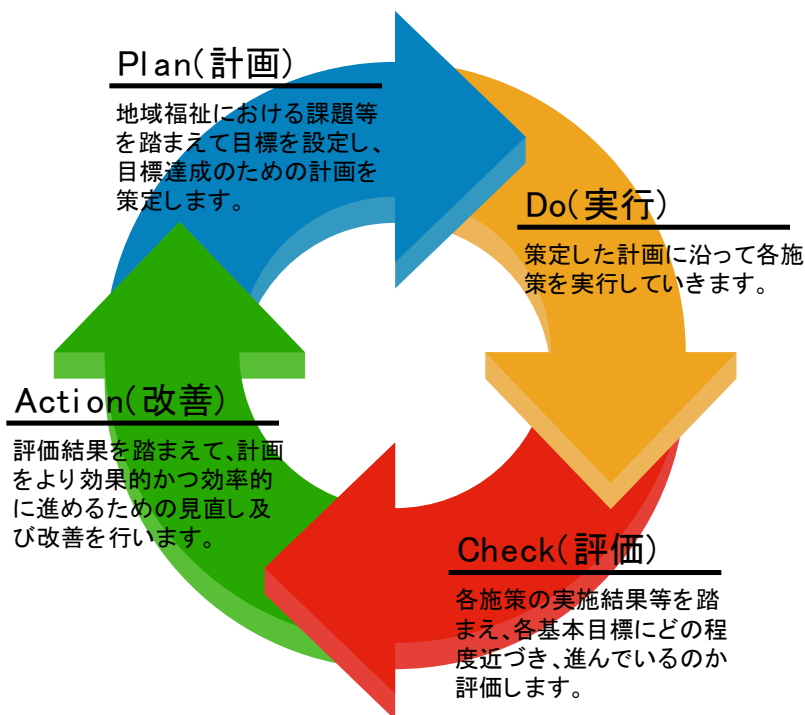 Plan(計画)
地域福祉における課題等
を踏まえて目標を設定し、
目標達成のための計画を
策定します。
Do(実行)
策定した計画に沿って各施
策を実行していきます。
Check(評価)
各施策の実施結果等を踏
まえ、各基本目標にどの程
度近づき、進んでいるのか
評価します。
Action(改善)
評価結果を踏まえて、計画
をより効果的かつ効率的
に進めるための見直し及
び改善を行います。